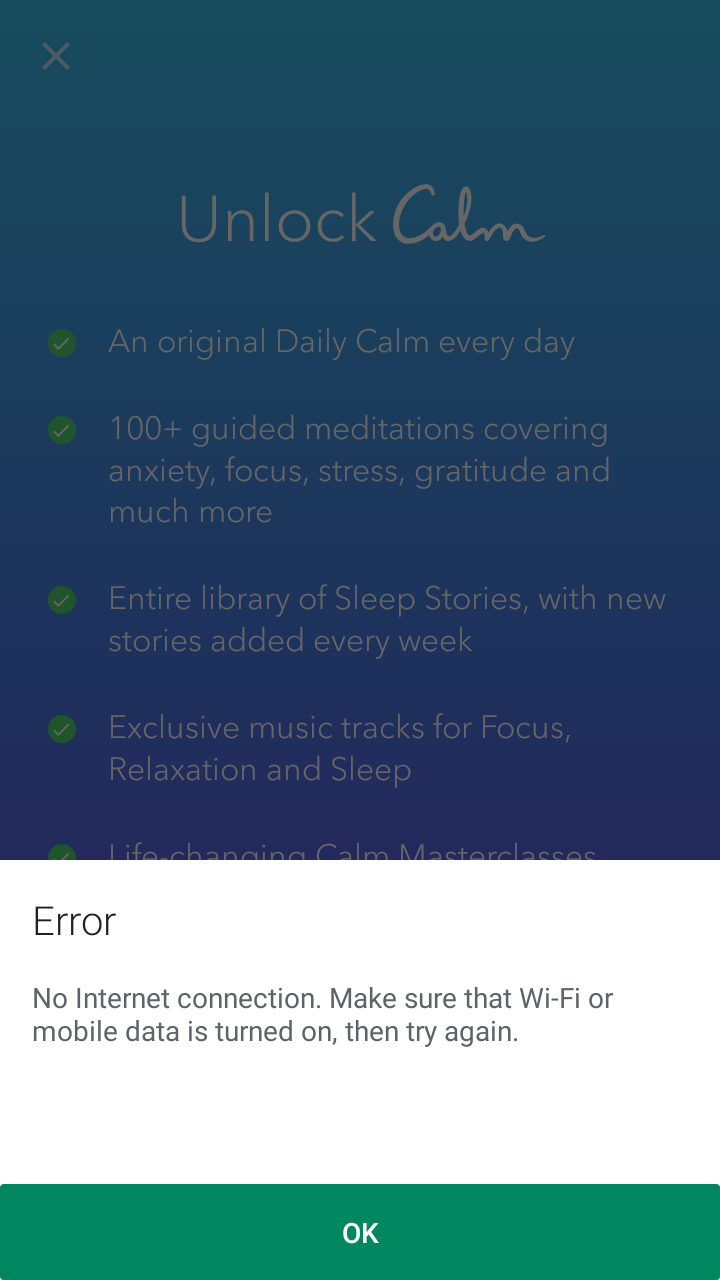 Unlock Calm
An original Daily Calm every day
100+ guided meditations covering
anxiety, focus, stress, gratitude and
much more
Entire library of Sleep Stories, with new
stories added every week
Exclusive music tracks for Focus,
Relaxation and Sleep
Life-changing Calm Masterclasses
Error
No Internet connection. Make sure that Wi-Fi or
mobile data is turned on, then try again.
OK